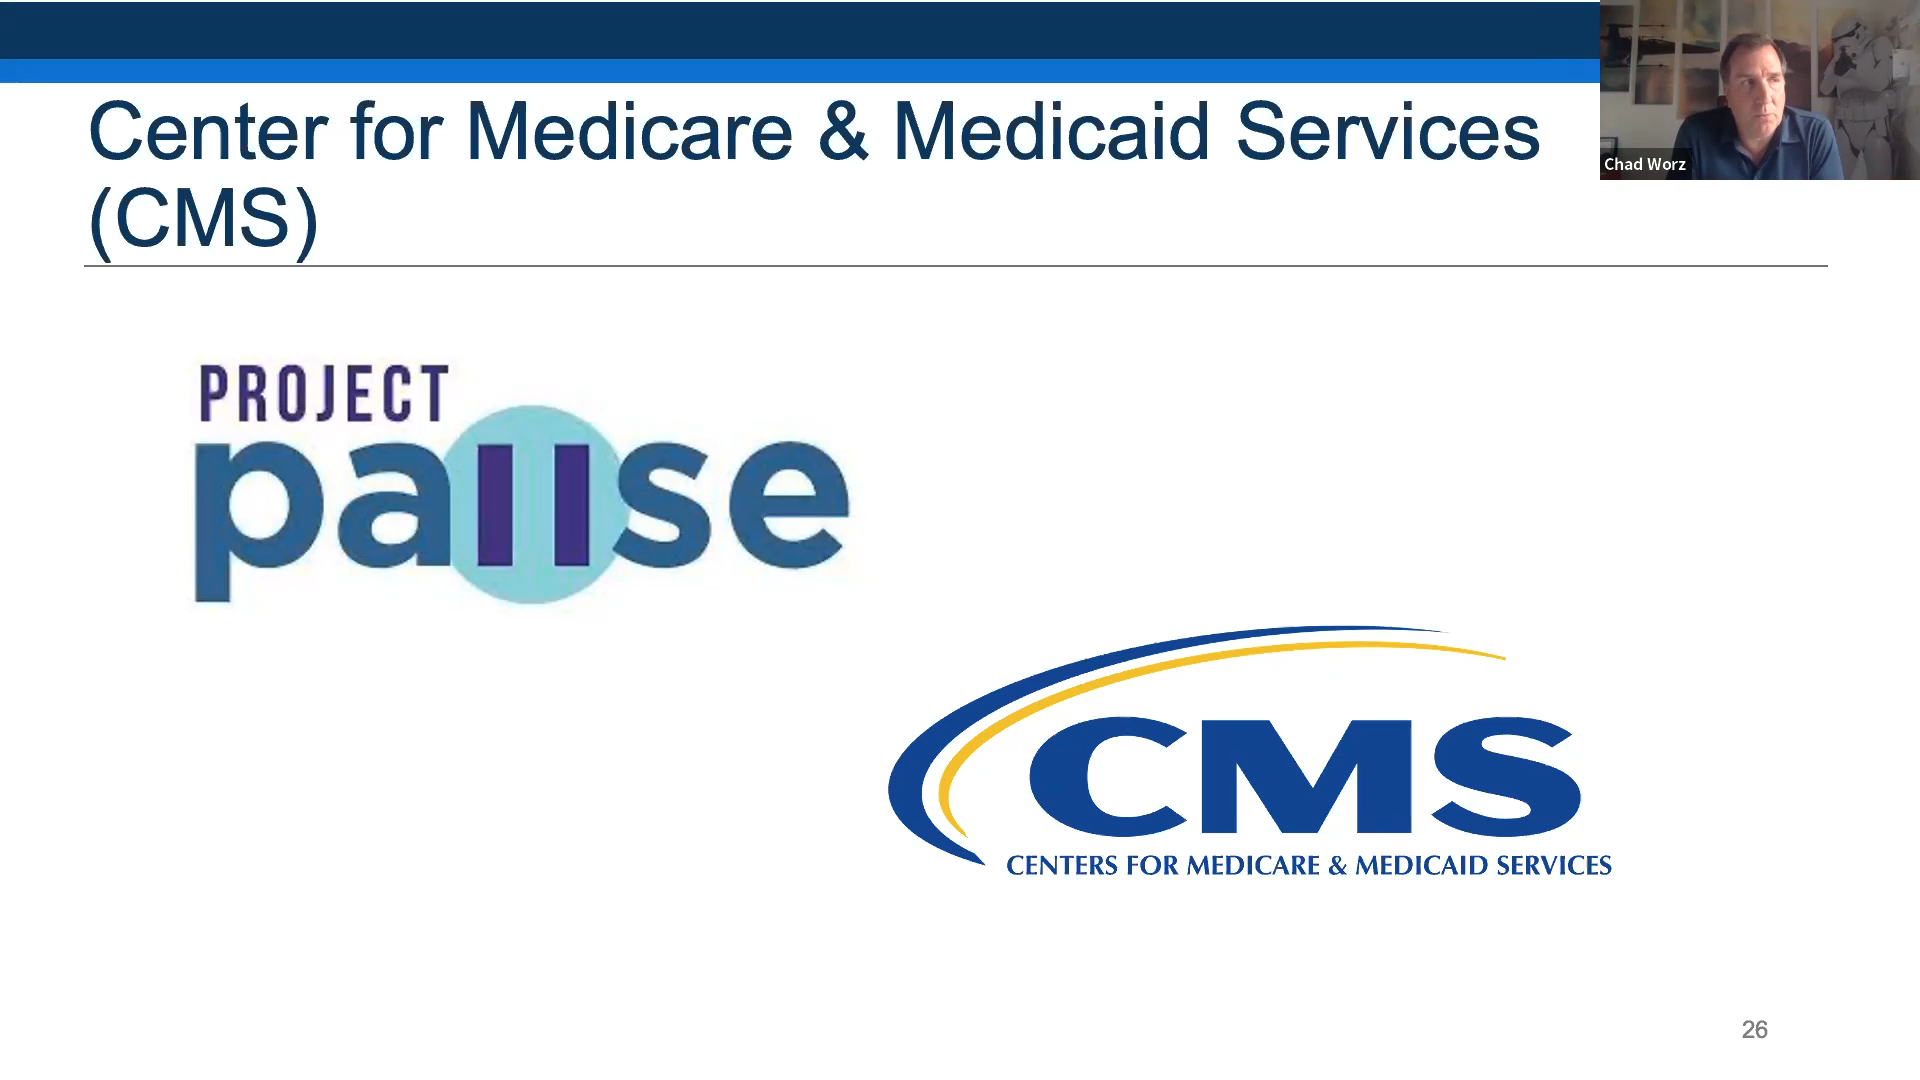 Center for Medicare & Medicaid Services
(CMS)
Chad Worz
PROJECT
pause
CMS
CENTERS FOR MEDICARE & MEDICAID SERVICES
26